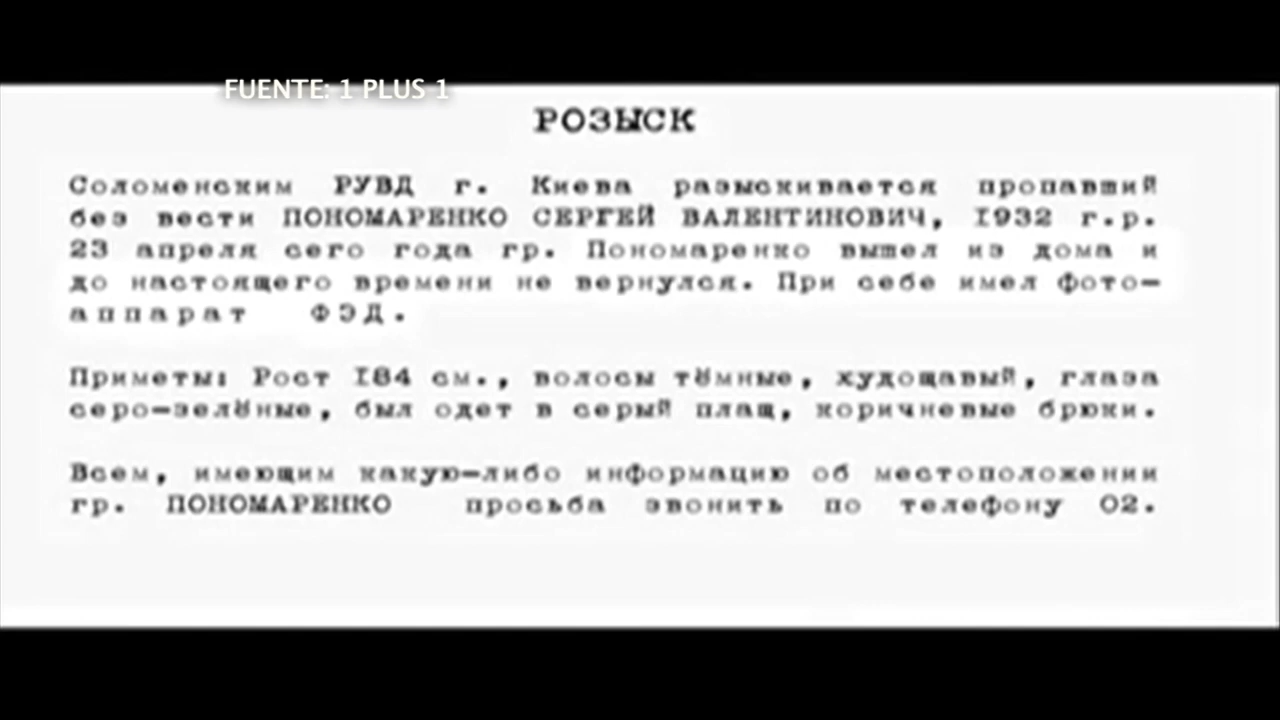 FUENTE: 1 PLUS 1
РОЗЫСК
Соломенским РУВД г. Киева разыскивается пропавший
без вести ПОНОМАРЕНКО СЕРГЕЙ ВАЛЕНТИНОВИЧ, 1932 г.р.
23 апреля сего года гр. Пономаренко вышел из дома и
до настоящего времени не вернулся. При себе имел фото-
аппарат ФЭД.
Приметы: Рост 184 см., волосы тёмные, худощавый, глаза
серо-зелёные, был одет в серый плащ, коричневые брюки.
Всем, имеющим какую-либо информацию об местоположении
гр. ПОНОМАРЕНКО просьба звонить по телефону 02.